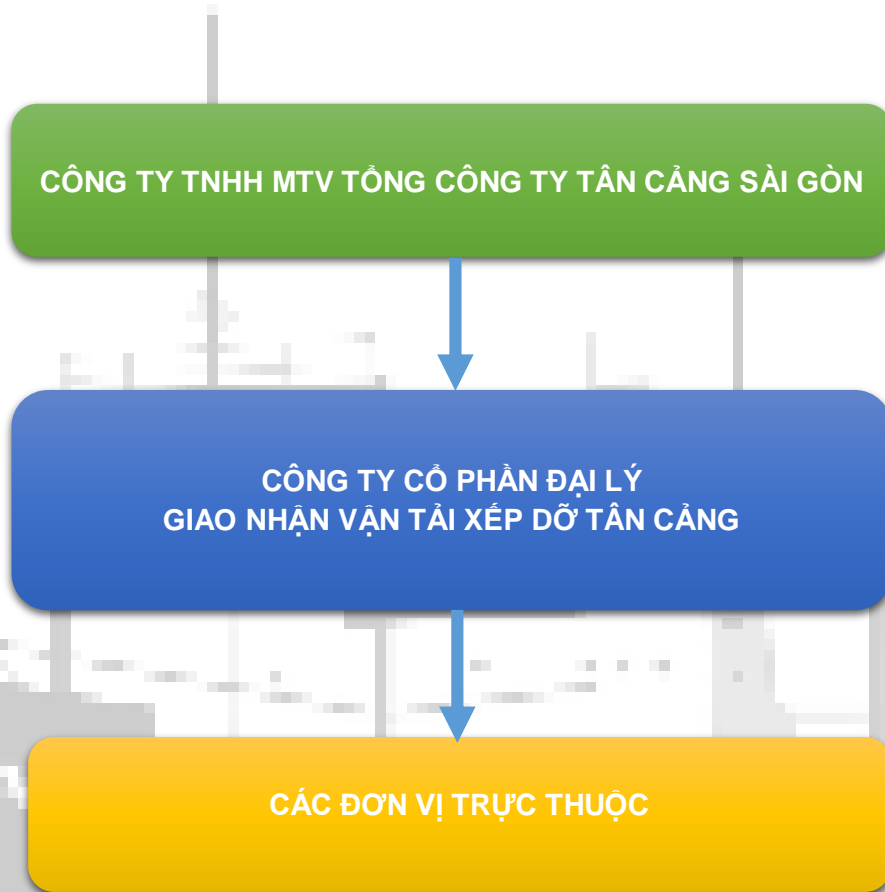 CÔNG TY TNHH MTV TỔNG CÔNG TY TÂN CẢNG SÀI GÒN
CÔNG TY CỔ PHẦN ĐẠI LÝ
GIAO NHẬN VẬN TẢI XẾP DỠ TÂN CẢNG
CÁC ĐƠN VỊ TRỰC THUỘC